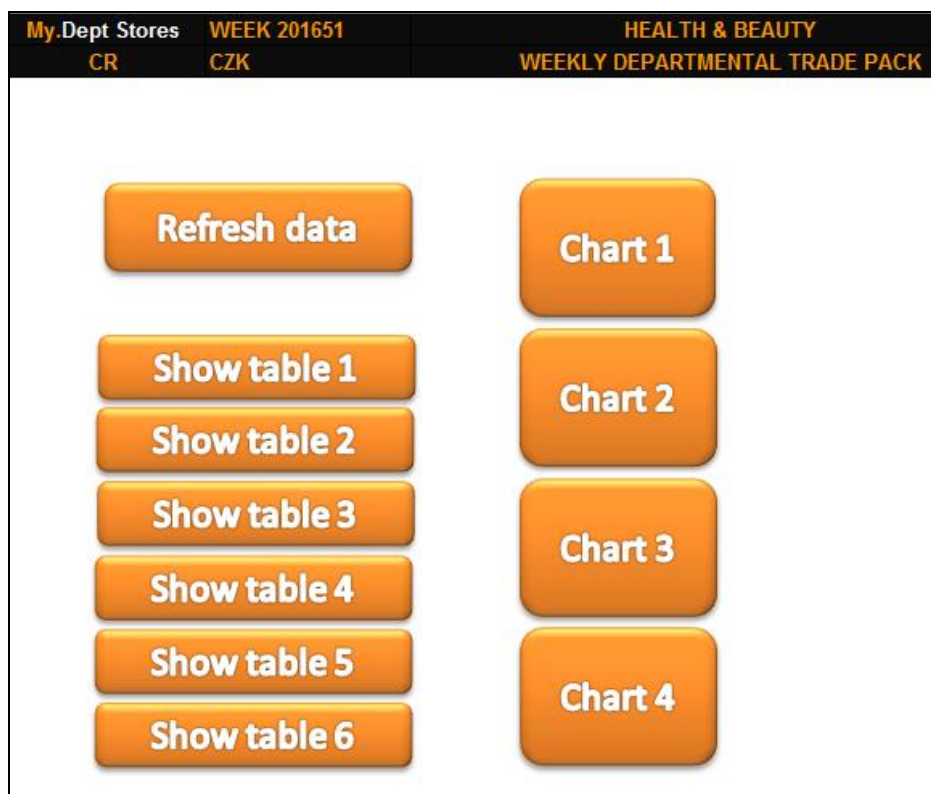 My.Dept Stores WEEK 201651 HEALTH & BEAUTY
CR CZK WEEKLY DEPARTMENTAL TRADE PACK
Refresh data
Show table 1
Show table 2
Show table 3
Show table 4
Show table 5
Show table 6
Chart 1
Chart 2
Chart 3
Chart 4